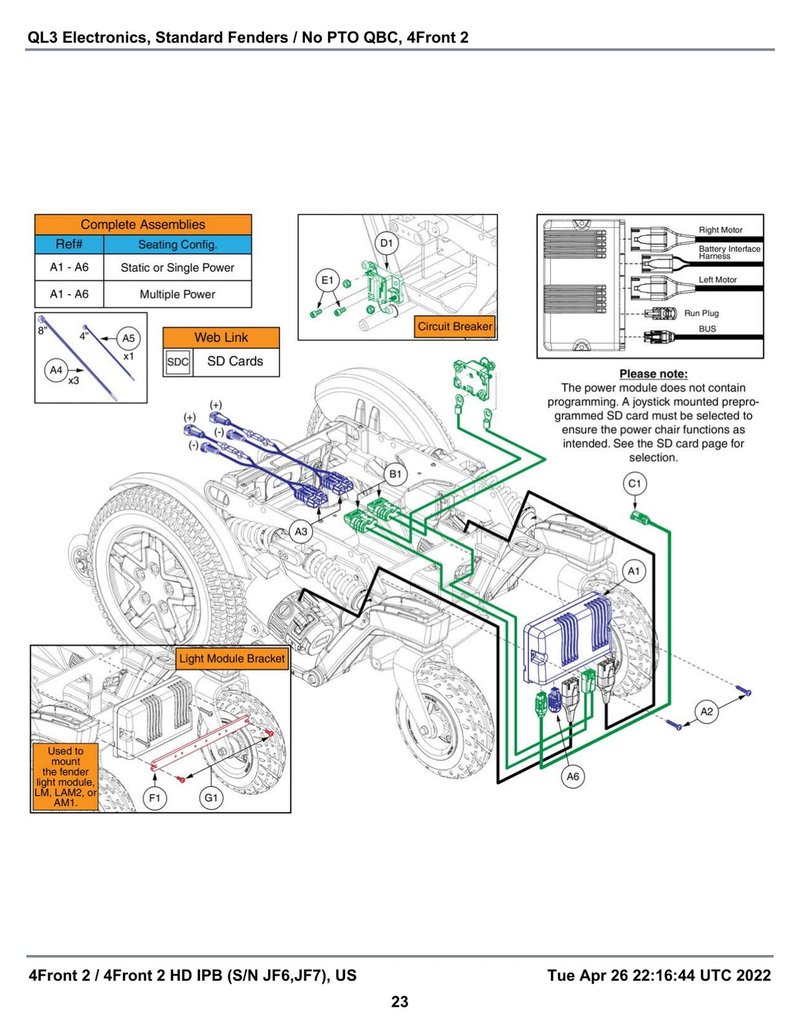 QL3 Electronics, Standard Fenders / No PTO QBC, 4Front 2
Complete Assemblies
Ref# Seating Config.
A1 - A6 Static or Single Power
A1 - A6 Multiple Power
8"
4"
A5
x1
A4
x3
Web Link
SDC SD Cards
D1
E1
Circuit Breaker
Right Motor
Battery Interface
Harness
Left Motor
Run Plug
BUS
Please note:
The power module does not contain
programming. A joystick mounted prepro-
grammed SD card must be selected to
ensure the power chair functions as
intended. See the SD card page for
selection.
(+)
(+)
(-)
(-)
B1
A3
C1
A1
A2
A6
Light Module Bracket
Used to
mount
the fender
light module,
LM, LAM2, or
AM1.
F1
G1
4Front 2 / 4Front 2 HD IPB (S/N JF6,JF7), US
Tue Apr 26 22:16:44 UTC 2022
23